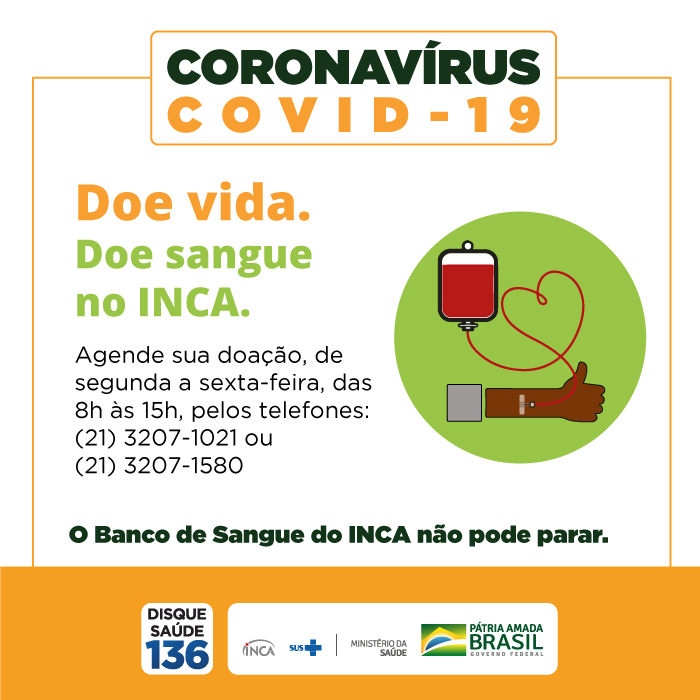 CORONAVÍRUS
COVID-19
Doe vida.
Doe sangue
no INCA.
Agende sua doação, de
segunda a sexta-feira, das
8h às 15h, pelos telefones:
(21) 3207-1021 ou
(21) 3207-1580
O Banco de Sangue do INCA não pode parar.
DISQUE
SAÚDE
136
INCA
SUS
MINISTÉRIO DA
SAÚDE
PÁTRIA AMADA
BRASIL
GOVERNO FEDERAL